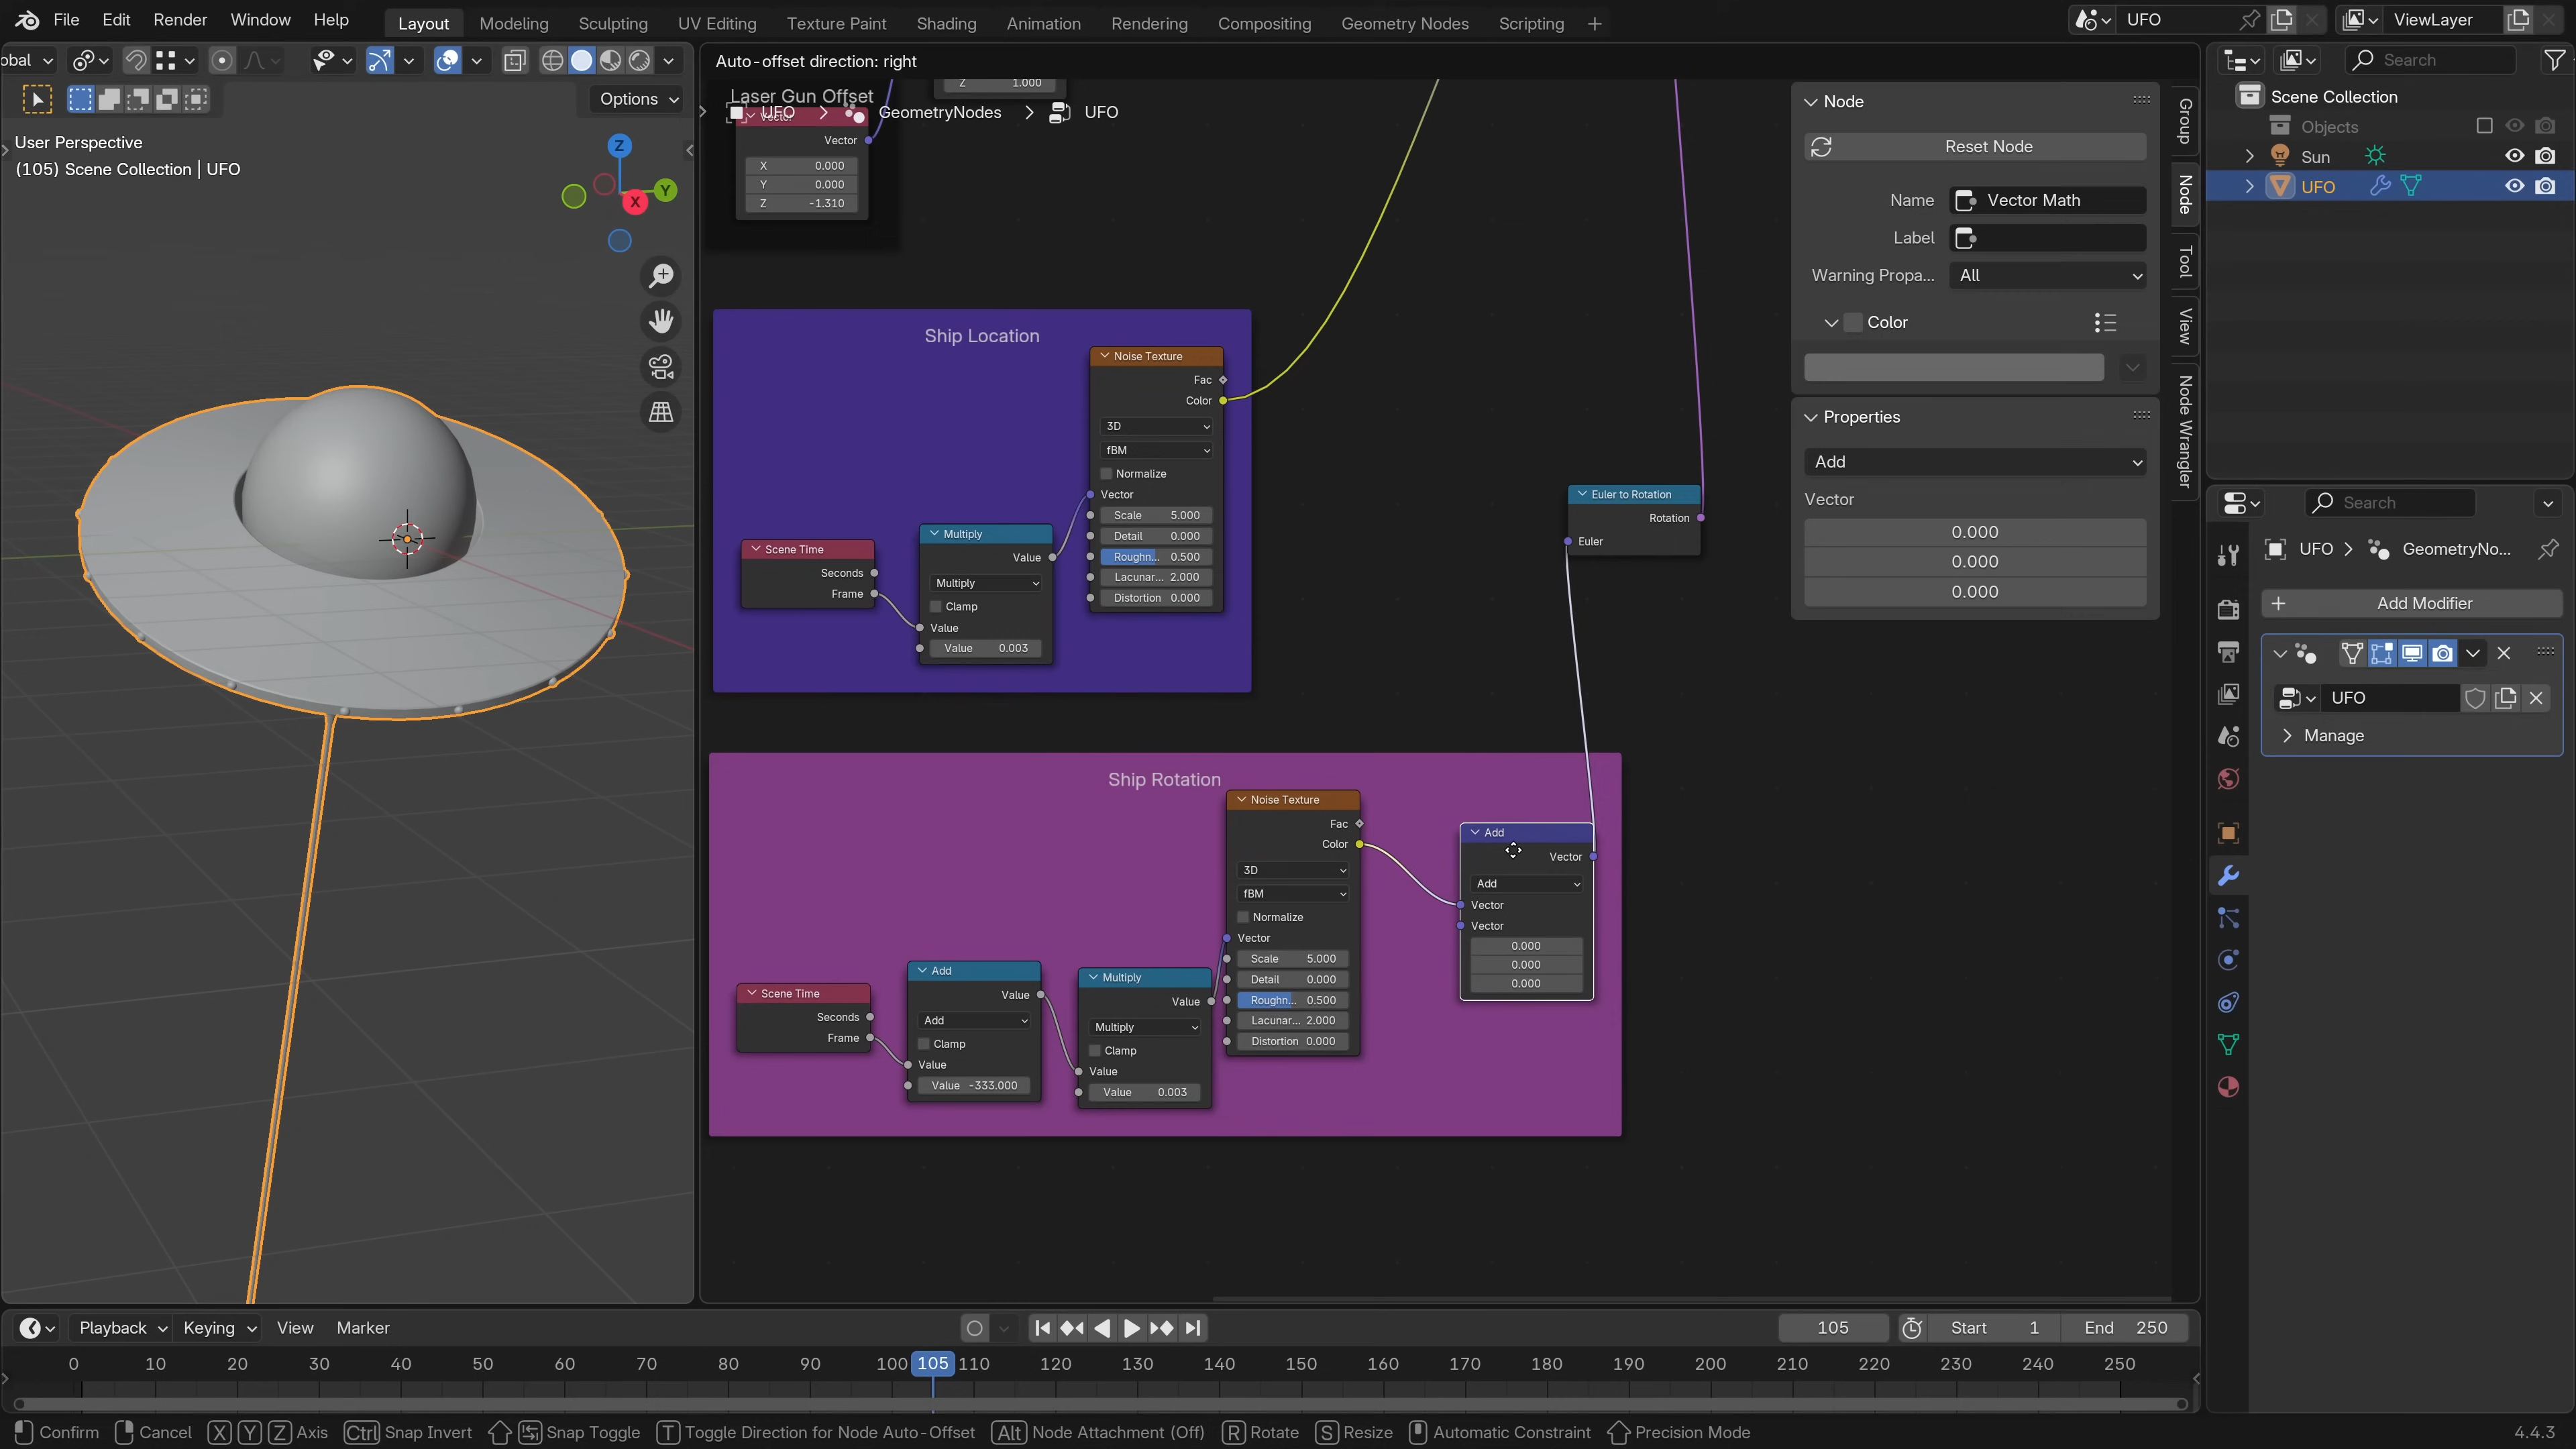 File Edit Render Window Help Layout Modeling Sculpting UV Editing Texture Paint Shading Animation Rendering Compositing Geometry Nodes Scripting + UFO ViewLayer
obal
Auto-offset direction: right
Search
Options
User Perspective
(105) Scene Collection | UFO
Z
Y
X
Z 1.000
Laser Gun Offset
UFO > GeometryNodes > UFO
Vector
Vector
X 0.000
Y 0.000
Z -1.310
Ship Location
Noise Texture
Fac
Color
3D
fBM
Normalize
Vector
Scale 5.000
Detail 0.000
Roughn... 0.500
Lacunar... 2.000
Distortion 0.000
Multiply
Value
Multiply
Clamp
Value
Value 0.003
Scene Time
Seconds
Frame
Euler to Rotation
Rotation
Euler
Ship Rotation
Noise Texture
Fac
Color
3D
fBM
Normalize
Vector
Scale 5.000
Detail 0.000
Roughn... 0.500
Lacunar... 2.000
Distortion 0.000
Add
Vector
Add
Vector
Vector
0.000
0.000
0.000
Scene Time
Seconds
Frame
Add
Value
Add
Clamp
Value
Value -333.000
Multiply
Value
Multiply
Clamp
Value
Value 0.003
Node
Reset Node
Name Vector Math
Label
Warning Propa... All
Color
Properties
Add
Vector
0.000
0.000
0.000
Group
Node
Tool
View
Node Wrangler
Scene Collection
Objects
Sun
UFO
Search
UFO > GeometryNo...
+ Add Modifier
UFO
Manage
Playback Keying View Marker 105 Start 1 End 250
0 10 20 30 40 50 60 70 80 90 100 105 110 120 130 140 150 160 170 180 190 200 210 220 230 240 250
Confirm Cancel X Y Z Axis Ctrl Snap Invert Snap Toggle T Toggle Direction for Node Auto-Offset Alt Node Attachment (Off) R Rotate S Resize Automatic Constraint Precision Mode 4.4.3